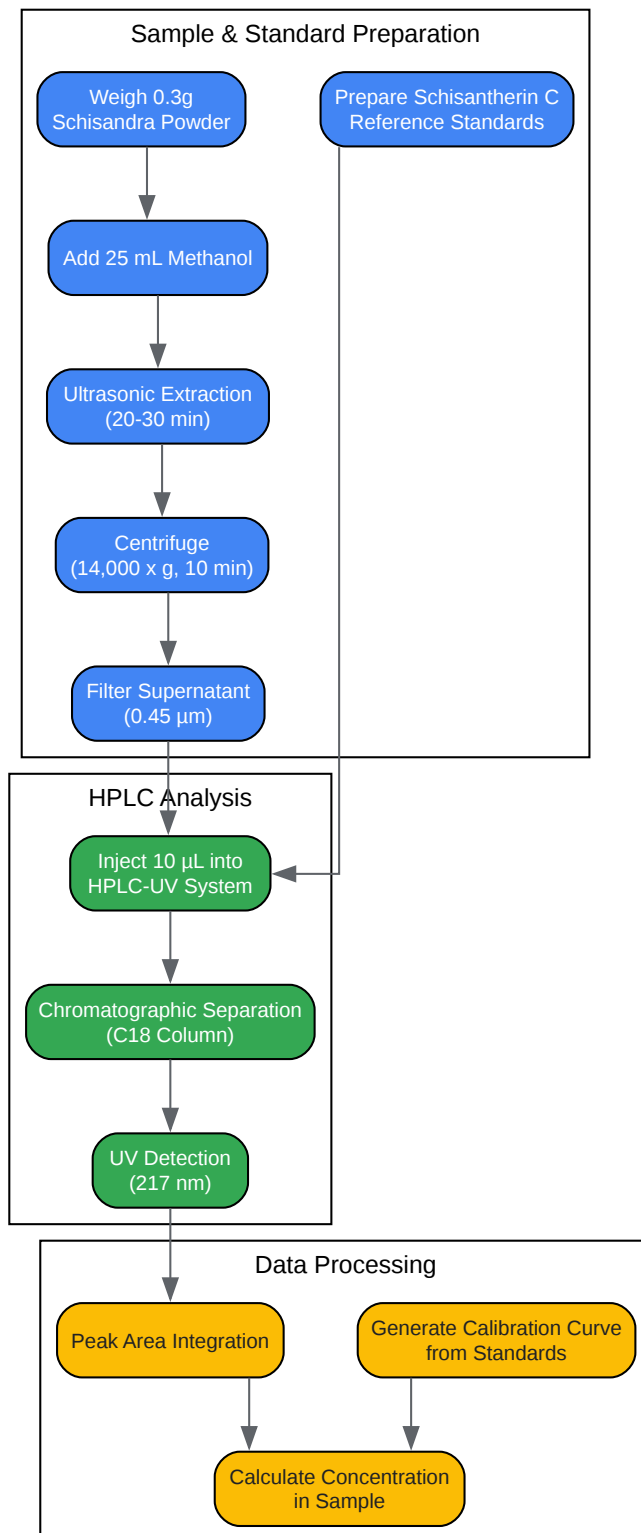 Sample & Standard Preparation
Weigh 0.3g
Schisandra Powder
Prepare Schisantherin C
Reference Standards
Add 25 mL Methanol
Ultrasonic Extraction
(20-30 min)
Centrifuge
(14,000 x g, 10 min)
Filter Supernatant
(0.45 µm)
HPLC Analysis
Inject 10 µL into
HPLC-UV System
Chromatographic Separation
(C18 Column)
UV Detection
(217 nm)
Data Processing
Peak Area Integration
Generate Calibration Curve
from Standards
Calculate Concentration
in Sample